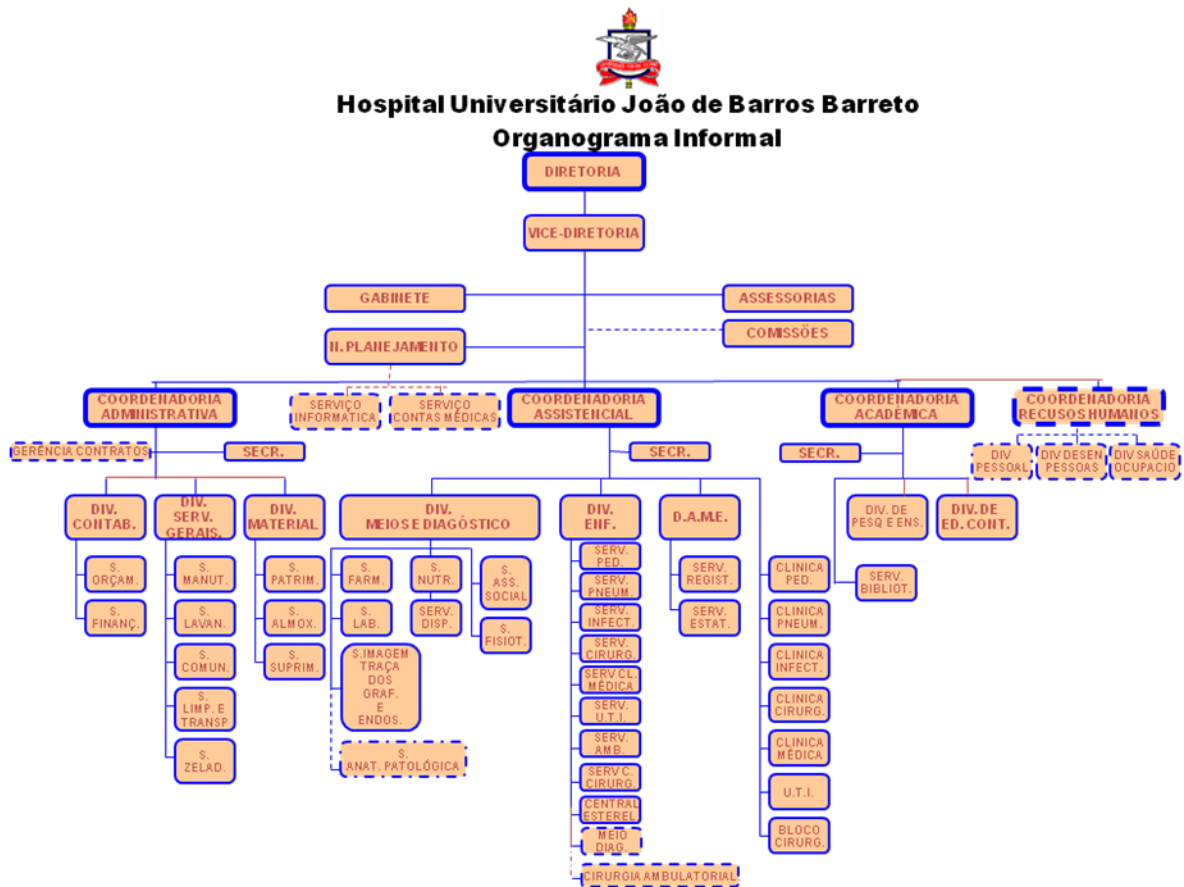 Hospital Universitário João de Barros Barreto
Organograma Informal
DIRETORIA
VICE-DIRETORIA
GABINETE
ASSESSORIAS
COMISSÕES
N.PLANEJAMENTO
COORDENADORIA
ADMINISTRATIVA
SERVIÇO
INFORMATICA
SERVIÇO
CONTAS MÉDICAS
COORDENADORIA
ASSISTENCIAL
COORDENADORIA
ACADÊMICA
COORDENADORIA
RECUSOS HUMANOS
GERÊNCIA CONTRATOS
SECR.
SECR.
SECR.
DIV
PESSOAL
DIV DESEN
PESSOAS
DIV SAÚDE
OCUPACIO
DIV.
CONTAB.
DIV.
SERV.
GERAIS.
DIV.
MATERIAL
DIV.
MEIOS E DIAGÓSTICO
DIV.
ENF.
D.A.M.E.
DIV. DE
PESQ E ENS.
DIV. DE
ED. CONT.
S.
ORÇAM.
S.
FINANÇ.
S.
MANUT.
S.
LAVAN.
S.
COMUN.
S.
LIMP. E
TRANSP
S.
ZELAD.
S.
PATRIM.
S.
ALMOX.
S.
SUPRIM.
S.
FARM.
S.
LAB.
S.IMAGEM
TRAÇA
DOS
GRAF.
E
ENDOS.
S.
ANAT. PATOLÓGICA
S.
NUTR.
SERV.
DISP.
S.
ASS.
SOCIAL
S.
FISIOT.
SERV.
PED.
SERV.
PNEUM.
SERV.
INFECT.
SERV.
CIRURG.
SERV CL.
MÉDICA
SERV.
U.T.I.
SERV.
AMB.
SERV C.
CIRURG.
CENTRAL
ESTEREL
MEIO
DIAG.
CIRURGIA AMBULATORIAL
SERV.
REGIST.
SERV.
ESTAT.
CLINICA
PED.
CLINICA
PNEUM.
CLINICA
INFECT.
CLINICA
CIRURG.
CLINICA
MÉDICA
U.T.I.
BLOCO
CIRURG.
SERV.
BIBLIOT.